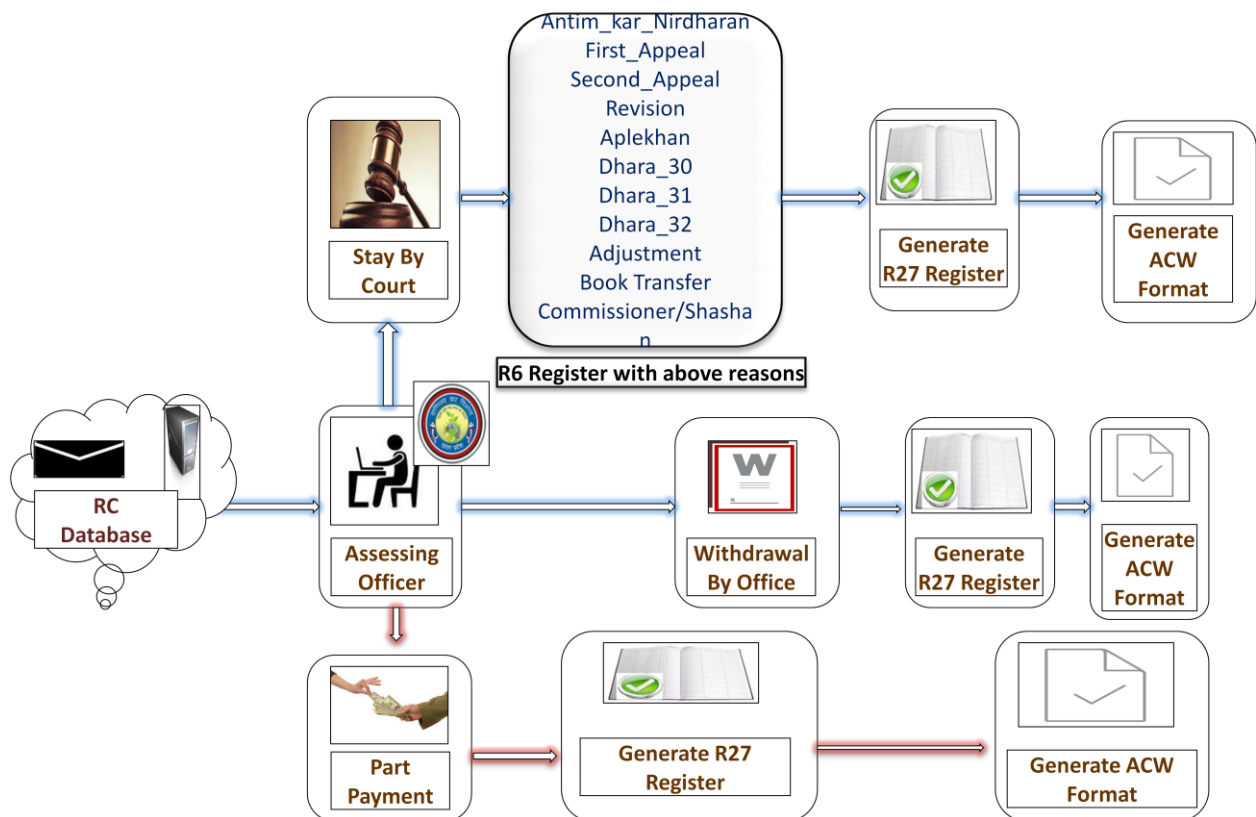 Antim_kar_Nirdharan
First_Appeal
Second_Appeal
Revision
Aplekhan
Dhara_30
Dhara_31
Dhara_32
Adjustment
Book Transfer
Commissioner/Shasha
n
Stay By
Court
Generate
R27 Register
Generate
ACW
Format
R6 Register with above reasons
RC
Database
Assessing
Officer
W
x
Withdrawal
By Office
Generate
R27 Register
Generate
ACW
Format
Part
Payment
Generate R27
Register
Generate ACW
Format